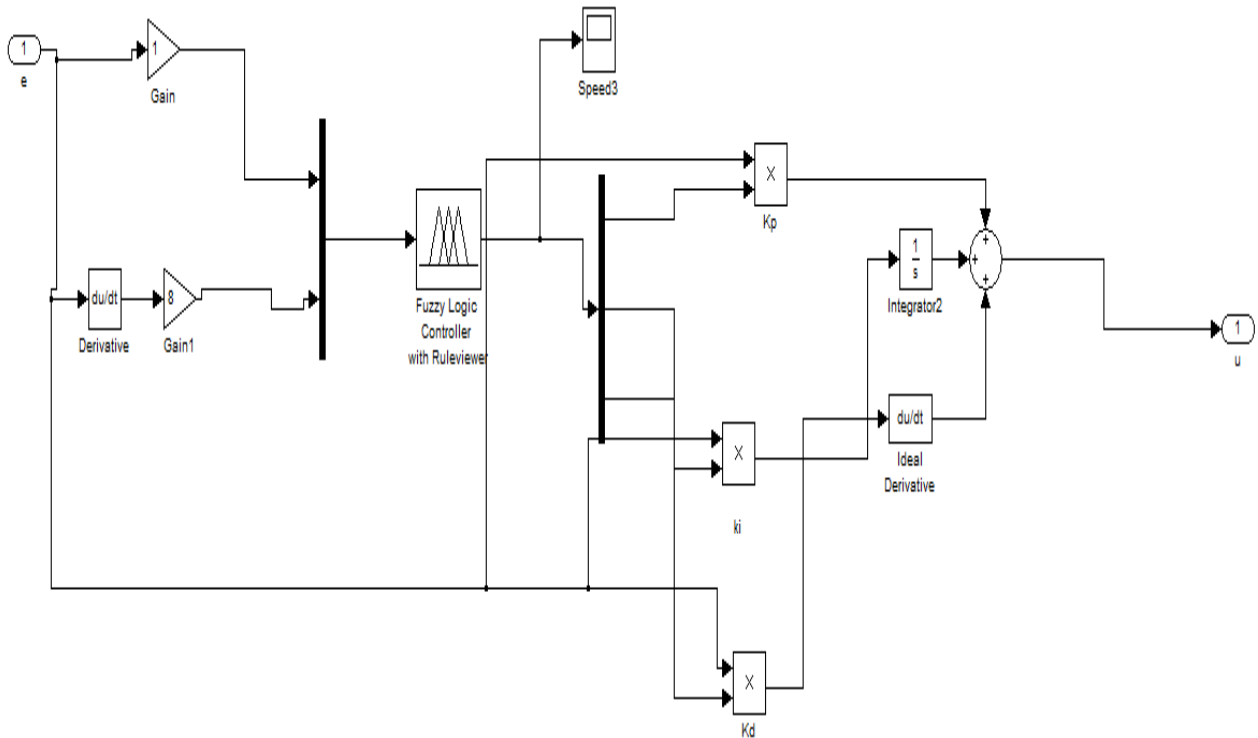 1
e
1
Gain
Speed3
du/dt
Derivative
8
Gain1
Fuzzy Logic
Controller
with Ruleviewer
×
Kp
×
ki
×
Kd
1
s
Integrator2
du/dt
Ideal
Derivative
+
+
+
1
u